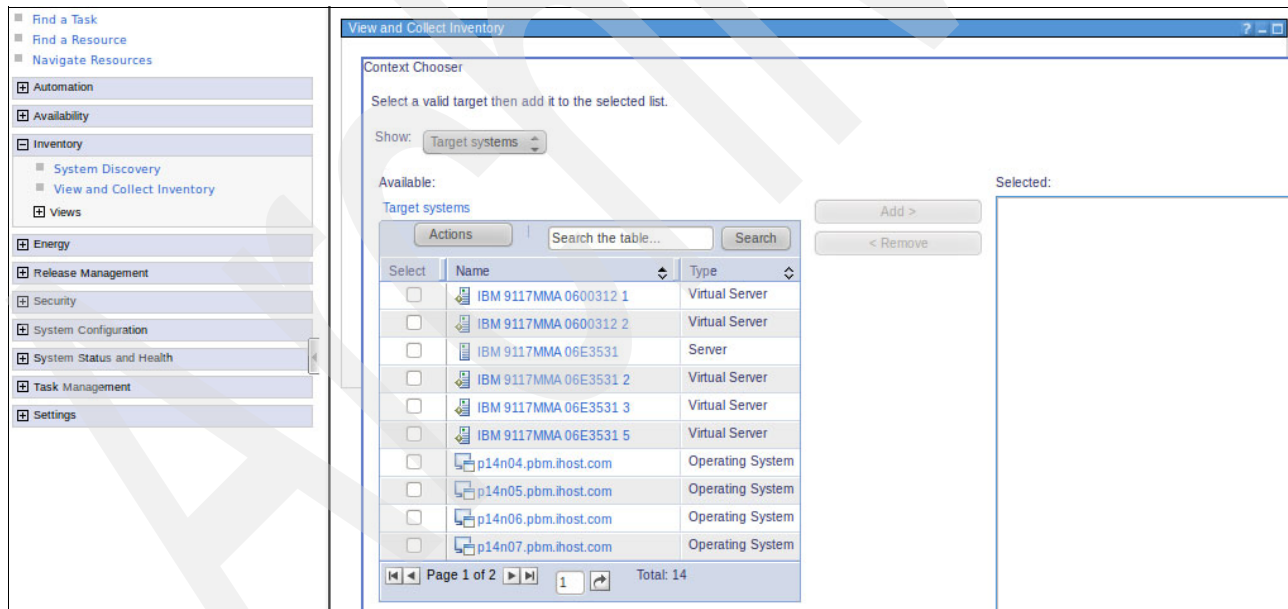 Find a Task
Find a Resource
Navigate Resources
Automation
Availability
Inventory
System Discovery
View and Collect Inventory
Views
Energy
Release Management
Security
System Configuration
System Status and Health
Task Management
Settings
View and Collect Inventory
Context Chooser
Select a valid target then add it to the selected list.
Show: Target systems
Available:
Target systems
Actions Search the table... Search
Select Name Type
IBM 9117MMA 0600312 1 Virtual Server
IBM 9117MMA 0600312 2 Virtual Server
IBM 9117MMA 06E3531 Server
IBM 9117MMA 06E3531 2 Virtual Server
IBM 9117MMA 06E3531 3 Virtual Server
IBM 9117MMA 06E3531 5 Virtual Server
p14n04.pbm.ihost.com Operating System
p14n05.pbm.ihost.com Operating System
p14n06.pbm.ihost.com Operating System
p14n07.pbm.ihost.com Operating System
Page 1 of 2 1 Total: 14
Add >
< Remove
Selected: